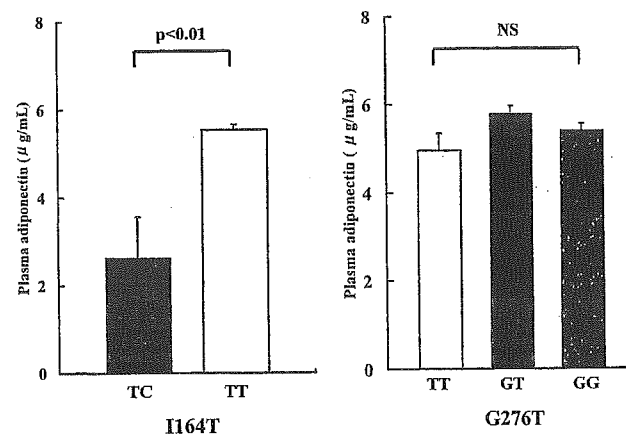 8
p<0.01
6
4
2
0
Plasma adiponectin ( μ g/mL)
TC TT
I164T
8
NS
6
4
2
0
Plasma adiponectin ( μ g/mL)
TT GT GG
G276T